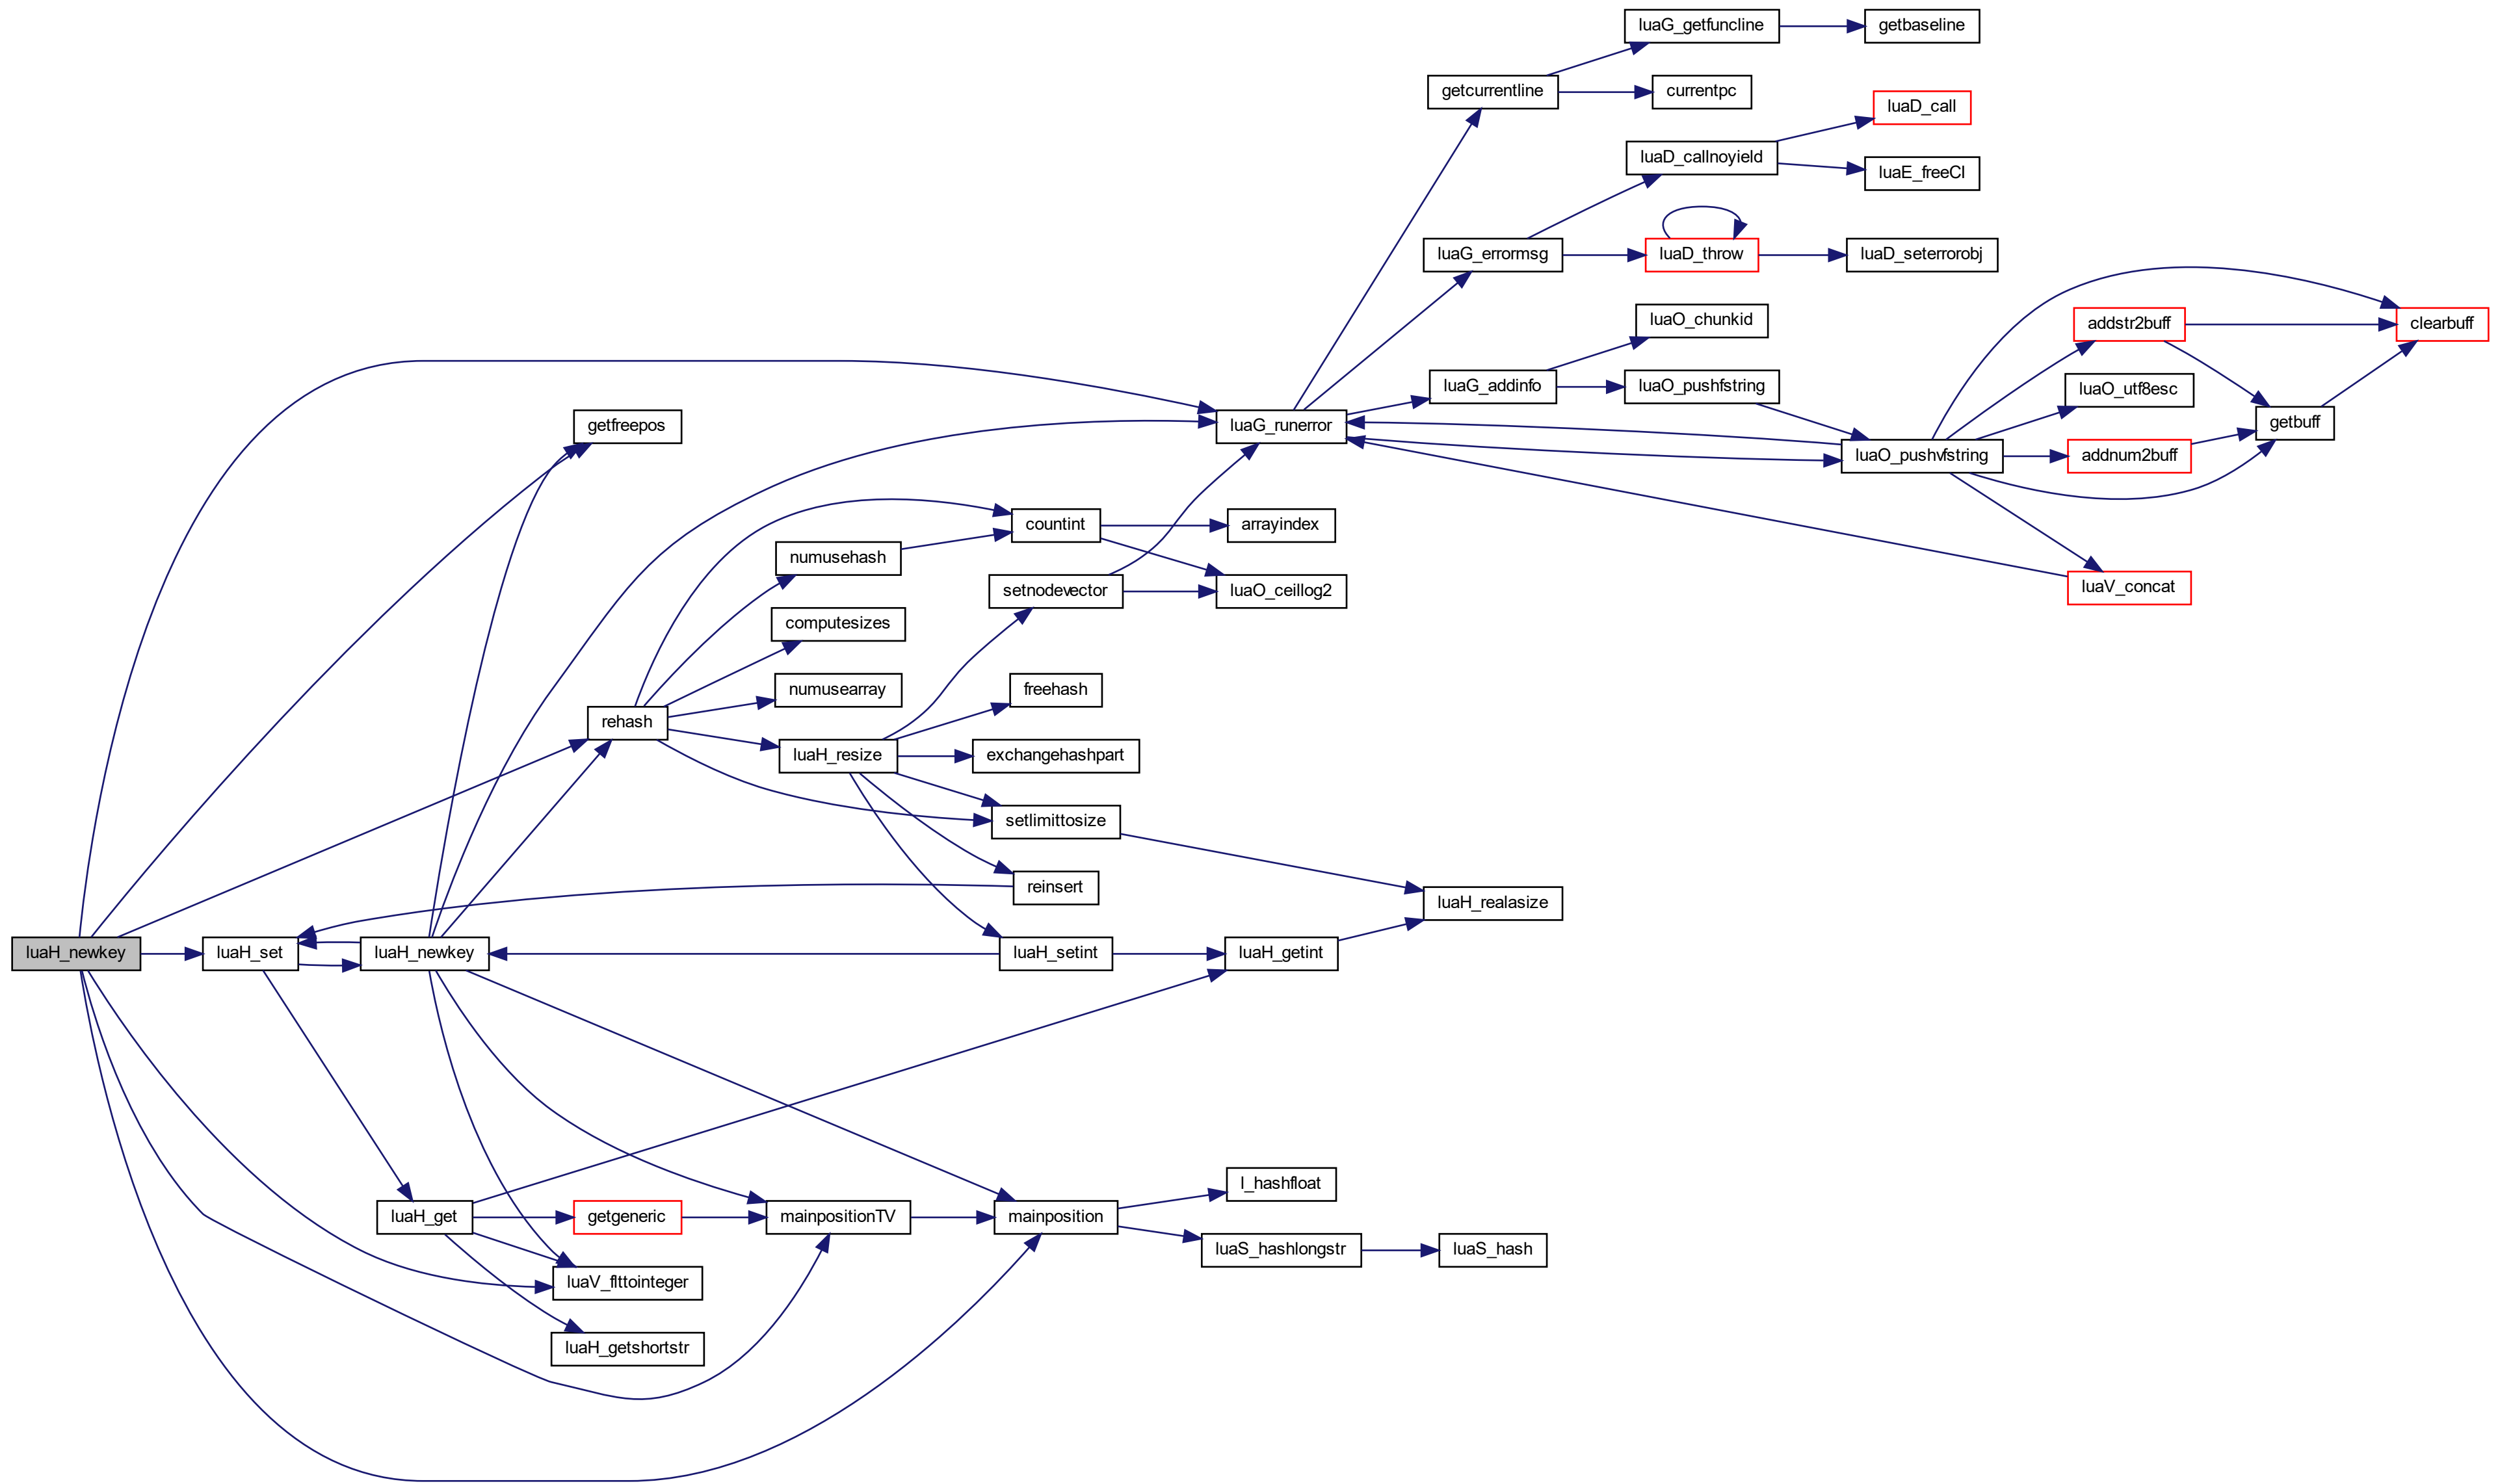 luaG_getfuncline
getbaseline
getcurrentline
currentpc
luaD_call
luaD_callnoyield
luaE_freeCI
luaG_errormsg
luaD_throw
luaD_seterrorobj
luaO_chunkid
addstr2buff
clearbuff
luaG_addinfo
luaO_pushfstring
luaO_utf8esc
getfreepos
luaG_runerror
getbuff
luaO_pushvfstring
addnum2buff
countint
arrayindex
numusehash
setnodevector
luaO_ceillog2
luaV_concat
computesizes
numusearray
freehash
rehash
luaH_resize
exchangehashpart
setlimittosize
reinsert
luaH_realasize
luaH_newkey
luaH_set
luaH_newkey
luaH_setint
luaH_getint
l_hashfloat
luaH_get
getgeneric
mainpositionTV
mainposition
luaS_hashlongstr
luaS_hash
luaV_flttointeger
luaH_getshortstr